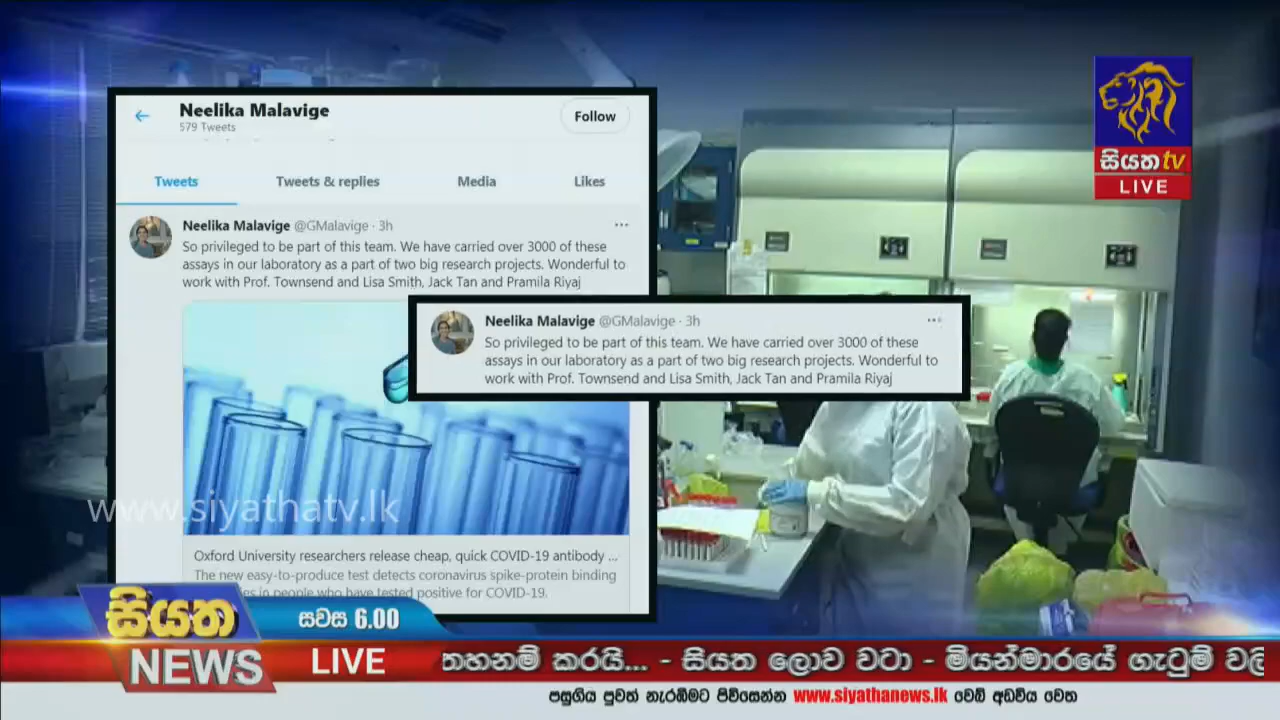 Neelika Malavige
579 Tweets
Follow
Tweets
Tweets & replies
Media
Likes
Neelika Malavige @GMalavige · 3h
So privileged to be part of this team. We have carried over 3000 of these
assays in our laboratory as a part of two big research projects. Wonderful to
work with Prof. Townsend and Lisa Smith, Jack Tan and Pramila Riyaj
Neelika Malavige @GMalavige · 3h
So privileged to be part of this team. We have carried over 3000 of these
assays in our laboratory as a part of two big research projects. Wonderful to
work with Prof. Townsend and Lisa Smith, Jack Tan and Pramila Riyaj
Oxford University researchers release cheap, quick COVID-19 antibody ...
The new easy-to-produce test detects coronavirus spike-protein binding
in people who have tested positive for COVID-19.
www.siyathatv.lk
සියත tv
LIVE
සියත
NEWS
සවස 6.00
LIVE
තහනම් කරයි... - සියත ලොව වටා - මියන්මාරයේ ගැටුම් වලි
පසුගිය පුවත් නැරඹීමට පිවිසෙන්න www.siyathanews.lk වෙබ් අඩවිය වෙත